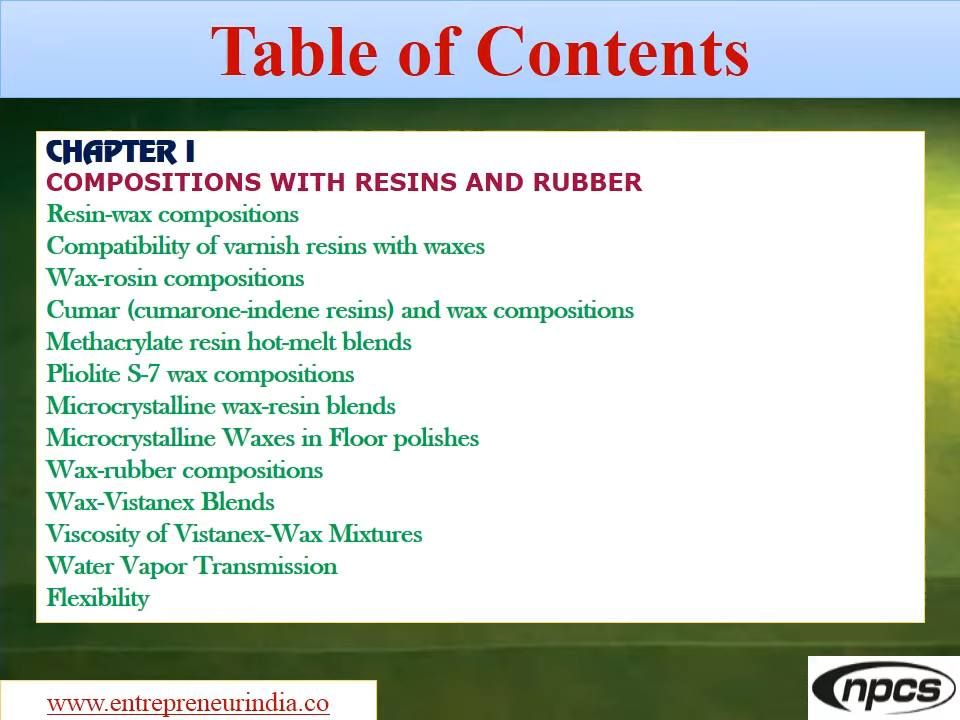 Table of Contents
CHAPTER 1
COMPOSITIONS WITH RESINS AND RUBBER
Resin-wax compositions
Compatibility of varnish resins with waxes
Wax-rosin compositions
Cumar (cumarone-indene resins) and wax compositions
Methacrylate resin hot-melt blends
Pliolite S-7 wax compositions
Microcrystalline wax-resin blends
Microcrystalline Waxes in Floor polishes
Wax-rubber compositions
Wax-Vistanex Blends
Viscosity of Vistanex-Wax Mixtures
Water Vapor Transmission
Flexibility
www.entrepreneurindia.co
npcs